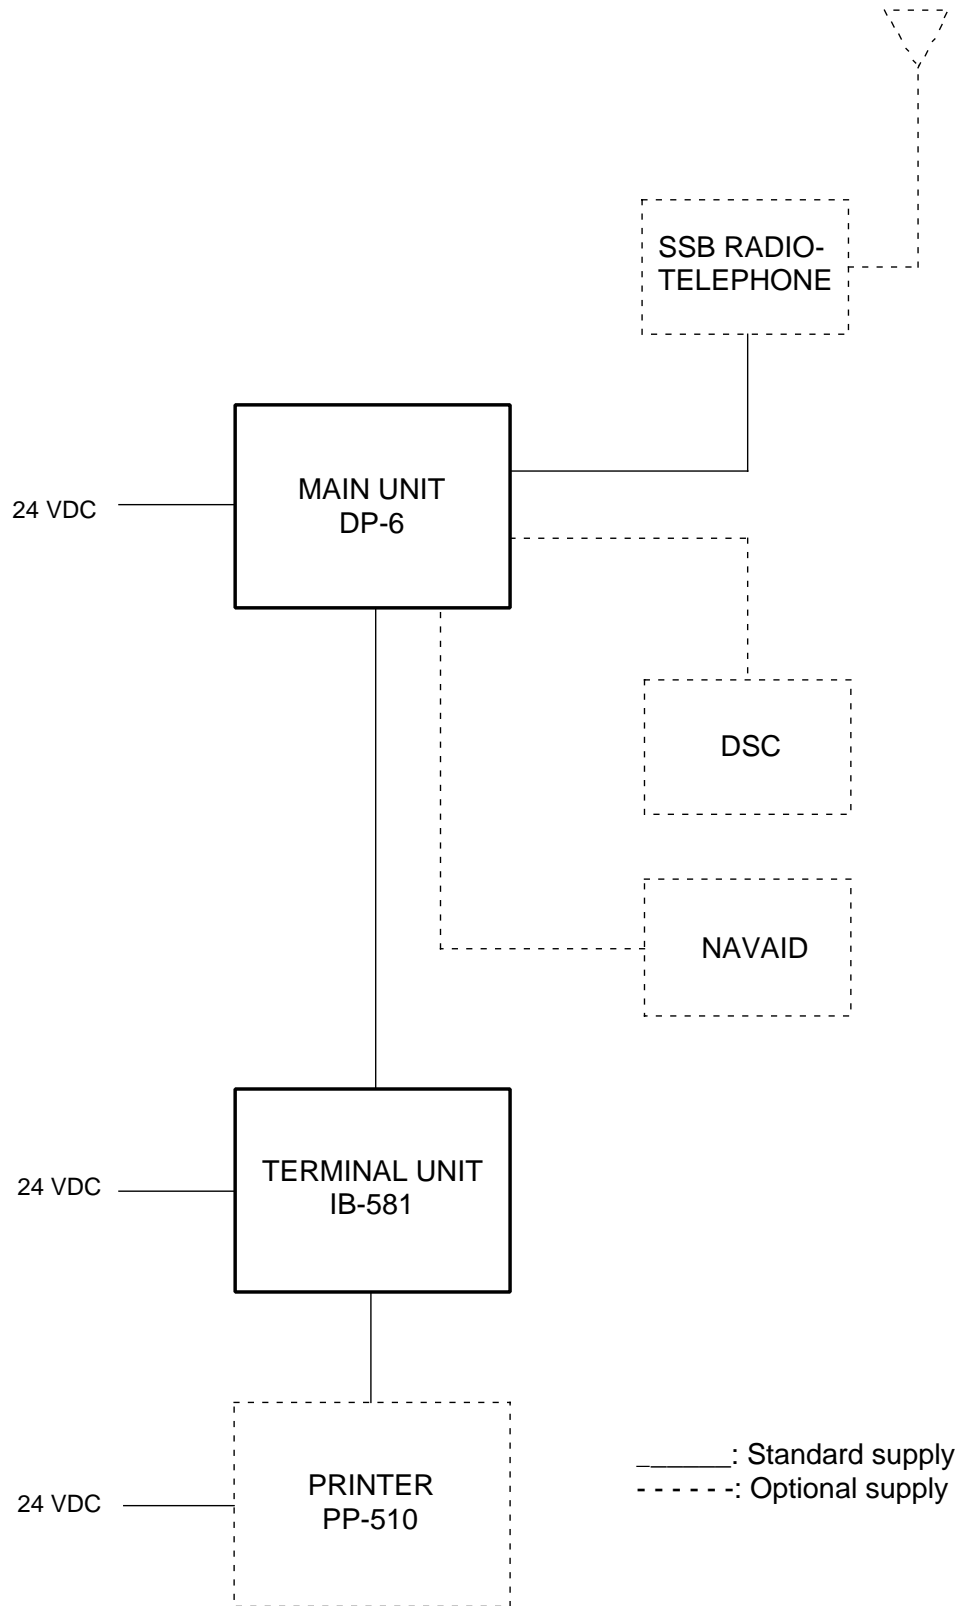 SSB RADIO-
TELEPHONE
MAIN UNIT
DP-6
24 VDC
DSC
NAVAID
TERMINAL UNIT
IB-581
24 VDC
PRINTER
PP-510
24 VDC
______: Standard supply
- - - - - -: Optional supply